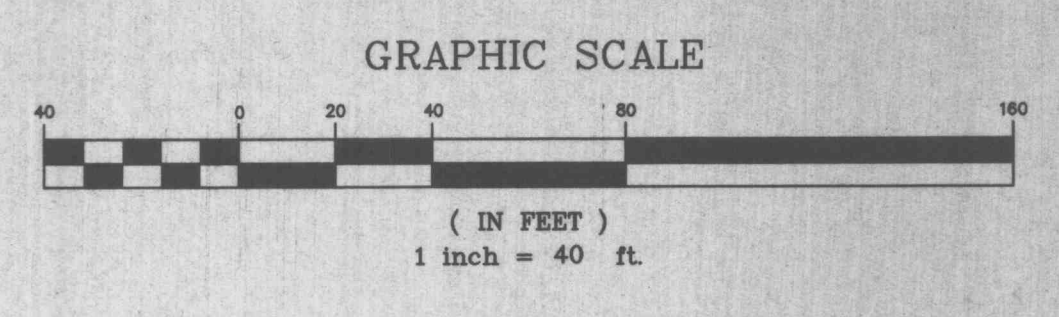 GRAPHIC SCALE
40 0 20 40 80 160
( IN FEET )
1 inch = 40 ft.